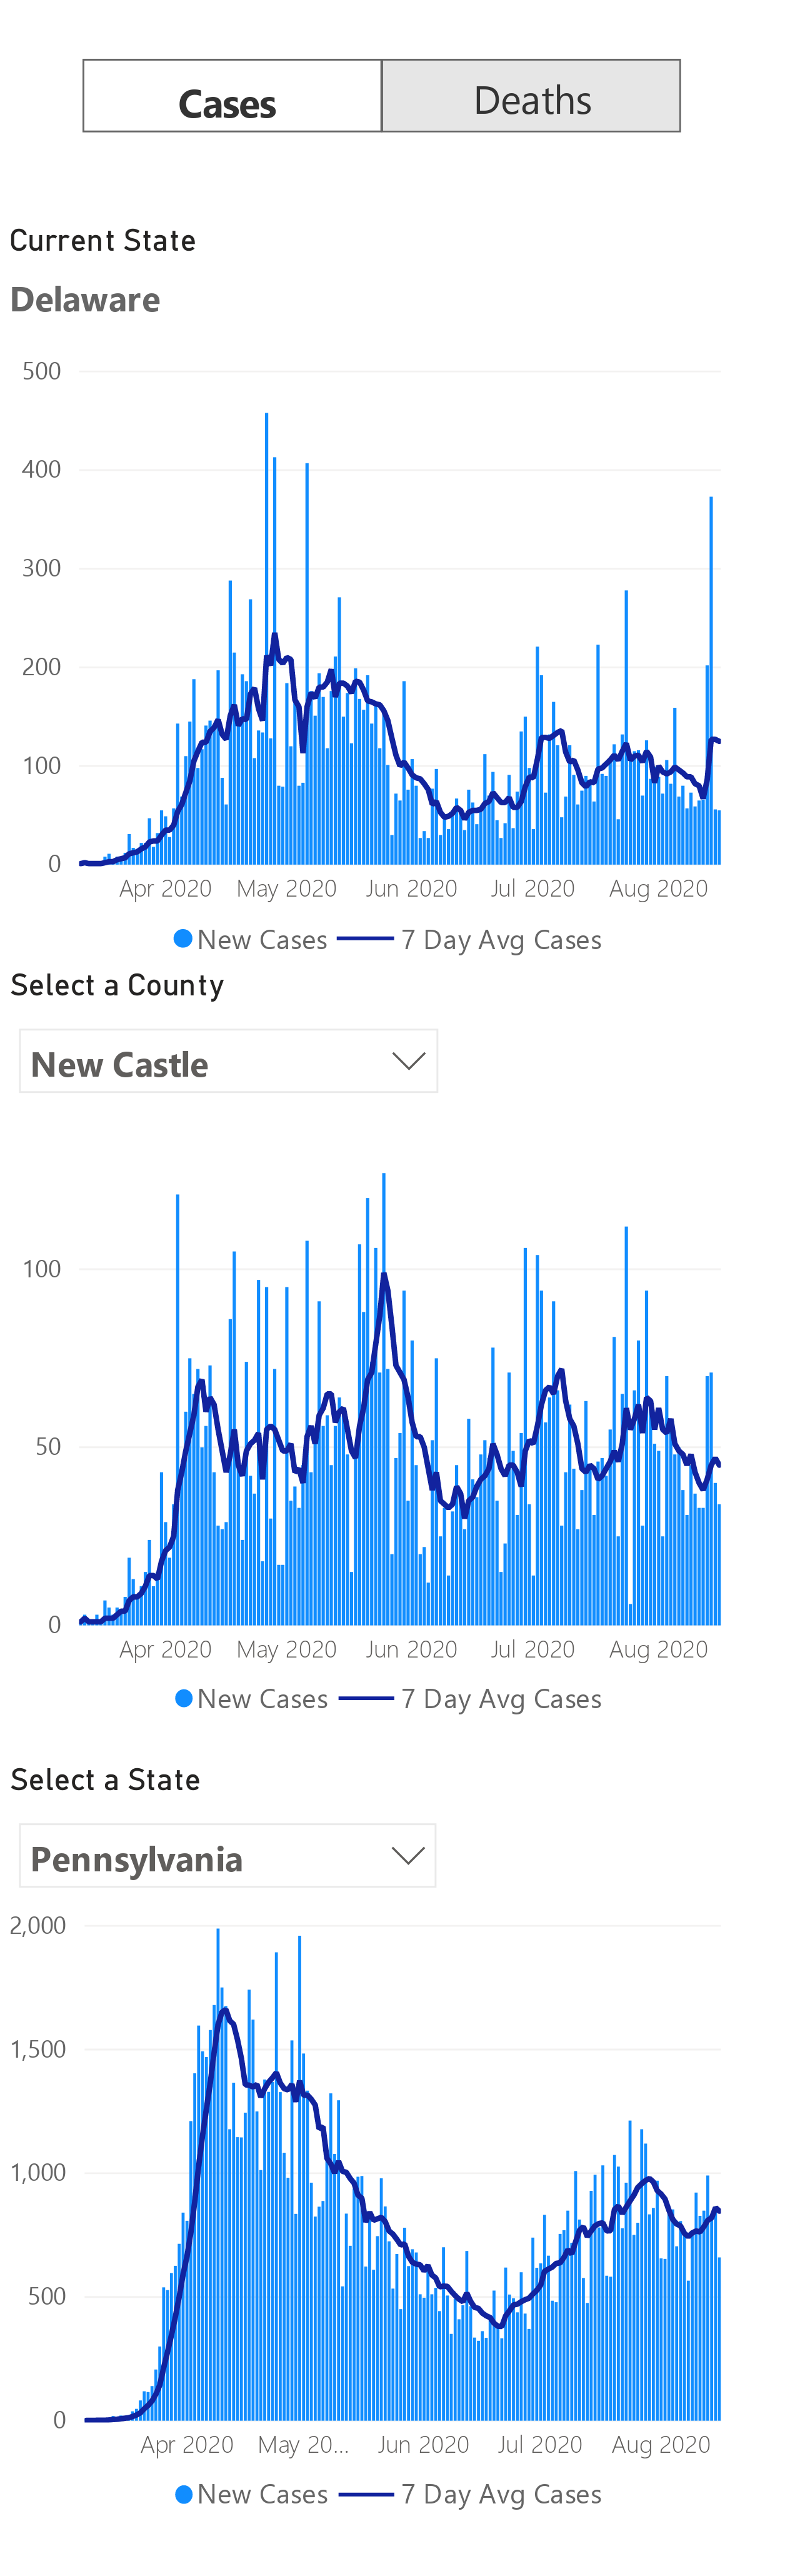 Cases Deaths
Current State
Delaware
500
400
300
200
100
0
Apr 2020 May 2020 Jun 2020 Jul 2020 Aug 2020
New Cases 7 Day Avg Cases
Select a County
New Castle
100
50
0
Apr 2020 May 2020 Jun 2020 Jul 2020 Aug 2020
New Cases 7 Day Avg Cases
Select a State
Pennsylvania
2,000
1,500
1,000
500
0
Apr 2020 May 20... Jun 2020 Jul 2020 Aug 2020
New Cases 7 Day Avg Cases